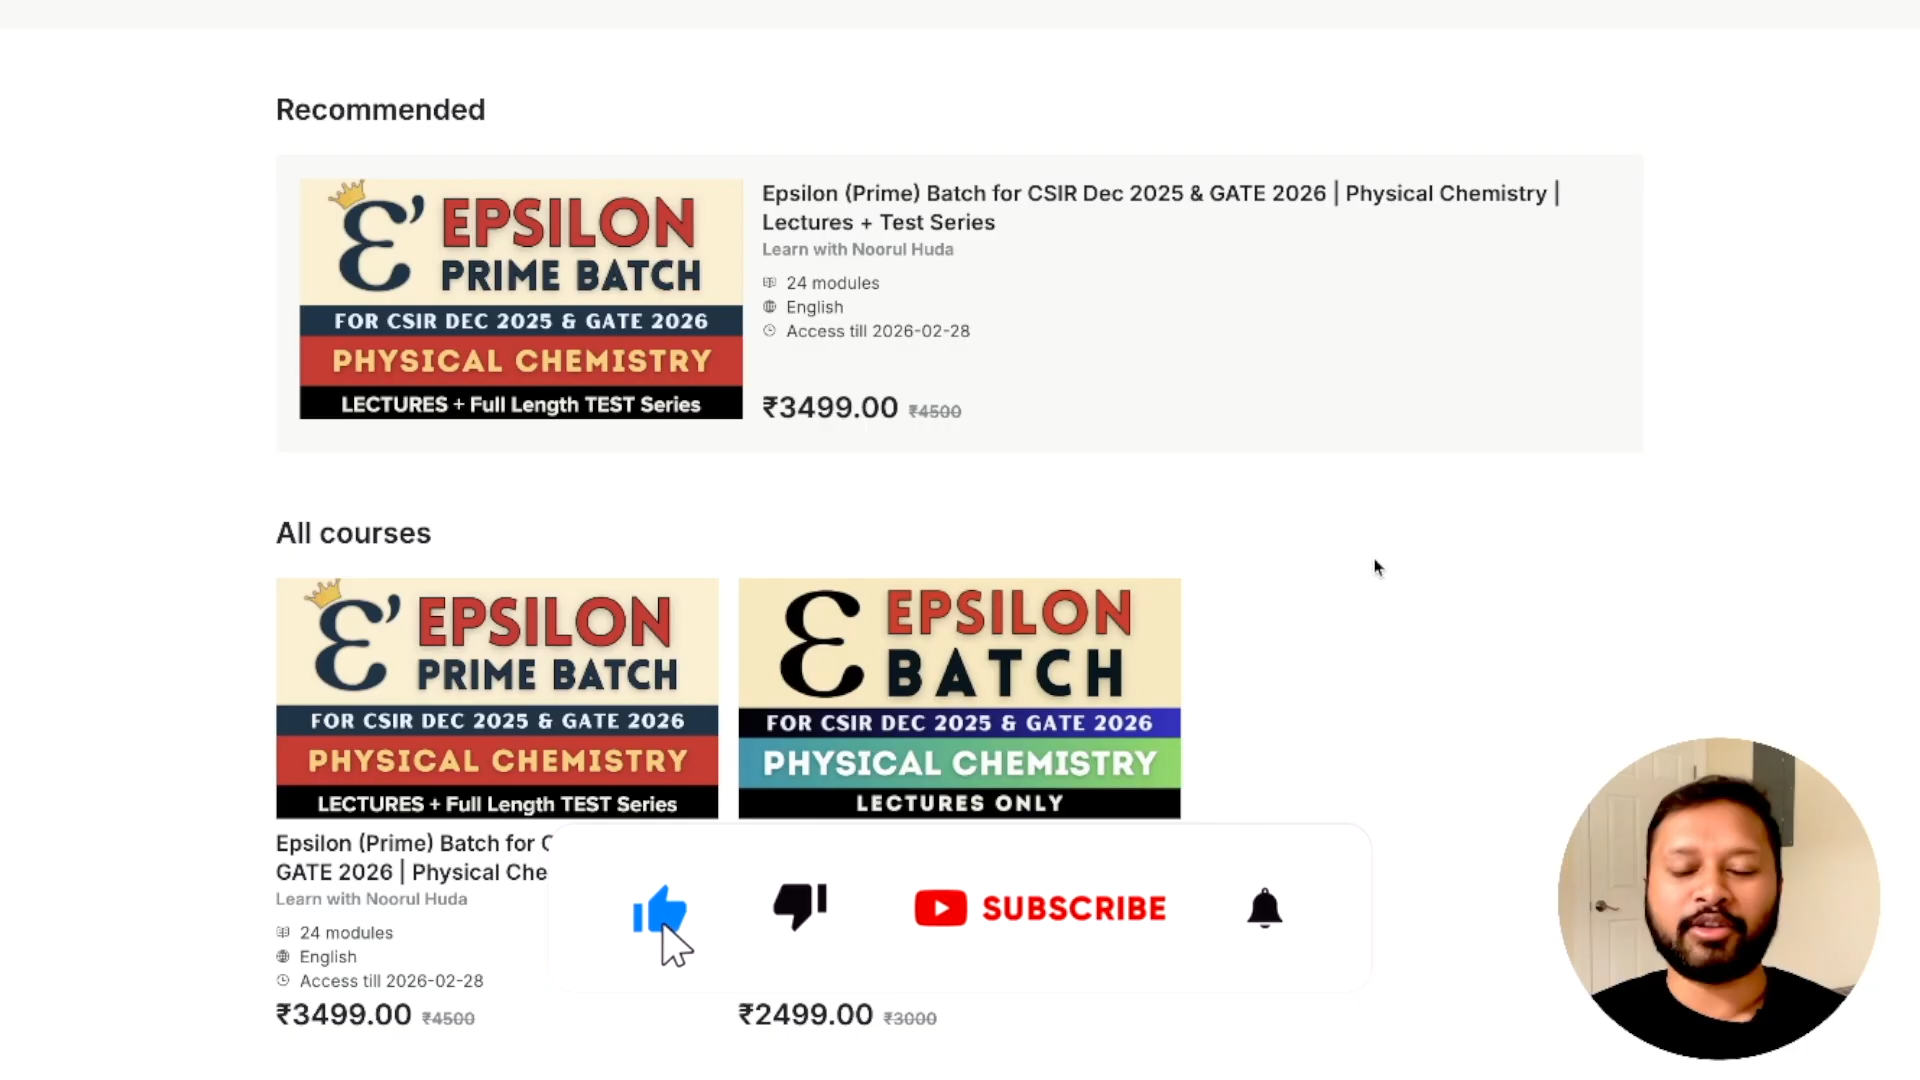 Recommended
ε’ EPSILON
PRIME BATCH
FOR CSIR DEC 2025 & GATE 2026
PHYSICAL CHEMISTRY
LECTURES + Full Length TEST Series
Epsilon (Prime) Batch for CSIR Dec 2025 & GATE 2026 | Physical Chemistry |
Lectures + Test Series
Learn with Noorul Huda
24 modules
English
Access till 2026-02-28
₹3499.00 ₹4500
All courses
ε’ EPSILON
PRIME BATCH
FOR CSIR DEC 2025 & GATE 2026
PHYSICAL CHEMISTRY
LECTURES + Full Length TEST Series
Epsilon (Prime) Batch for
GATE 2026 | Physical Che
Learn with Noorul Huda
24 modules
English
Access till 2026-02-28
₹3499.00 ₹4500
ε EPSILON
BATCH
FOR CSIR DEC 2025 & GATE 2026
PHYSICAL CHEMISTRY
LECTURES ONLY
₹2499.00 ₹3000
SUBSCRIBE